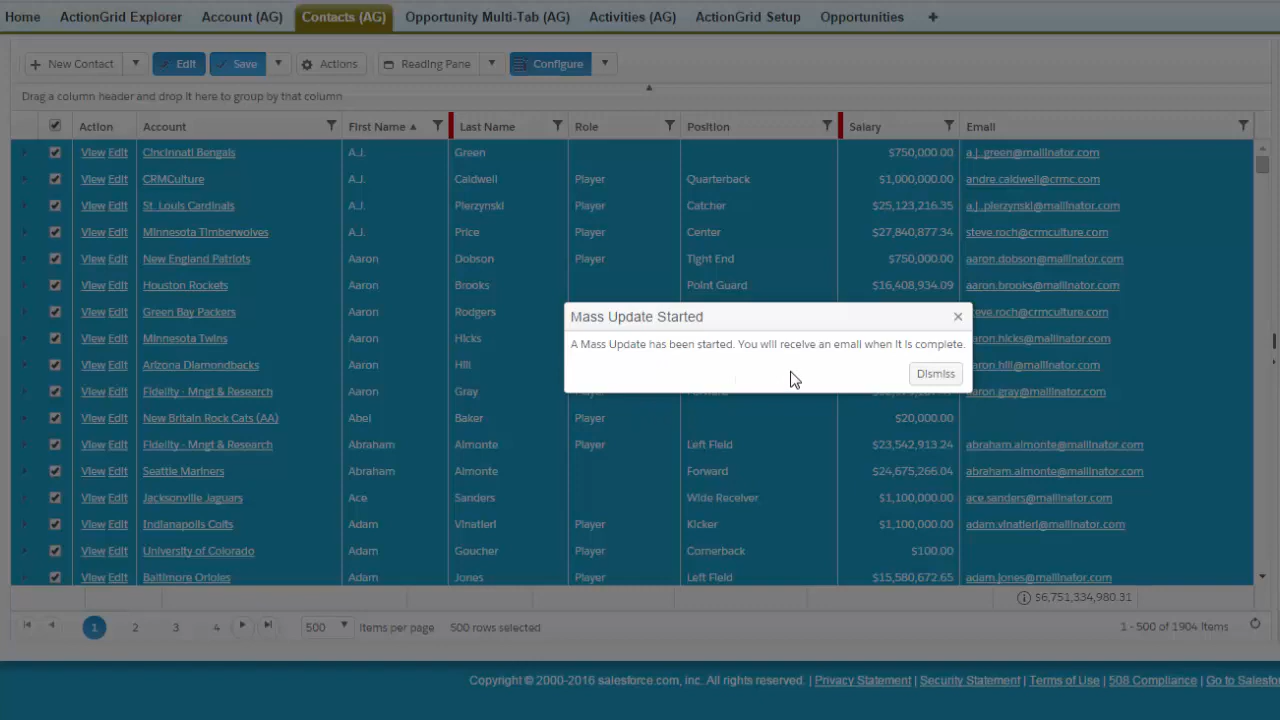 Home ActionGrid Explorer Account (AG) Contacts (AG) Opportunity Multi-Tab (AG) Activities (AG) ActionGrid Setup Opportunities +
New Contact Edit Save Actions Reading Pane Configure
Drag a column header and drop it here to group by that column
Action Account First Name Last Name Role Position Salary Email
View Edit Cincinnati Bengals A.J. Green $750,000.00 a.j..green@mailinator.com
View Edit CRMCulture A.J. Caldwell Player Quarterback $1,000,000.00 andre.caldwell@crmc.com
View Edit St. Louis Cardinals A.J. Pierzynski Player Catcher $25,123,216.35 a.j..pierzynski@mailinator.com
View Edit Minnesota Timberwolves A.J. Price Player Center $27,840,877.34 steve.roch@crmculture.com
View Edit New England Patriots Aaron Dobson Player Tight End $750,000.00 aaron.dobson@mailinator.com
View Edit Houston Rockets Aaron Brooks Point Guard $16,408,934.09 aaron.brooks@mailinator.com
View Edit Green Bay Packers Aaron Rodgers steve.roch@crmculture.com
View Edit Minnesota Twins Aaron Hicks aaron.hicks@mailinator.com
View Edit Arizona Diamondbacks Aaron Hill aaron.hill@mailinator.com
View Edit Fidelity - Mngt & Research Aaron Gray aaron.gray@mailinator.com
Mass Update Started ×
A Mass Update has been started. You will receive an email when it is complete.
Dismiss
View Edit New Britain Rock Cats (AA) Abel Baker Player $20,000.00
View Edit Fidelity - Mngt & Research Abraham Almonte Player Left Field $23,542,913.24 abraham.almonte@mailinator.com
View Edit Seattle Mariners Abraham Almonte Forward $24,675,266.04 abraham.almonte@mailinator.com
View Edit Jacksonville Jaguars Ace Sanders Wide Receiver $1,100,000.00 ace.sanders@mailinator.com
View Edit Indianapolis Colts Adam Vinatieri Player Kicker $1,100,000.00 adam.vinatieri@mailinator.com
View Edit University of Colorado Adam Goucher Player Cornerback $100.00
View Edit Baltimore Orioles Adam Jones Player Left Field $15,580,672.65 adam.jones@mailinator.com
$6,751,334,980.31
1 2 3 4 500 Items per page 500 rows selected 1 - 500 of 1904 Items
Copyright © 2000-2016 salesforce.com, inc. All rights reserved. | Privacy Statement | Security Statement | Terms of Use | 508 Compliance | Go to Salesfor